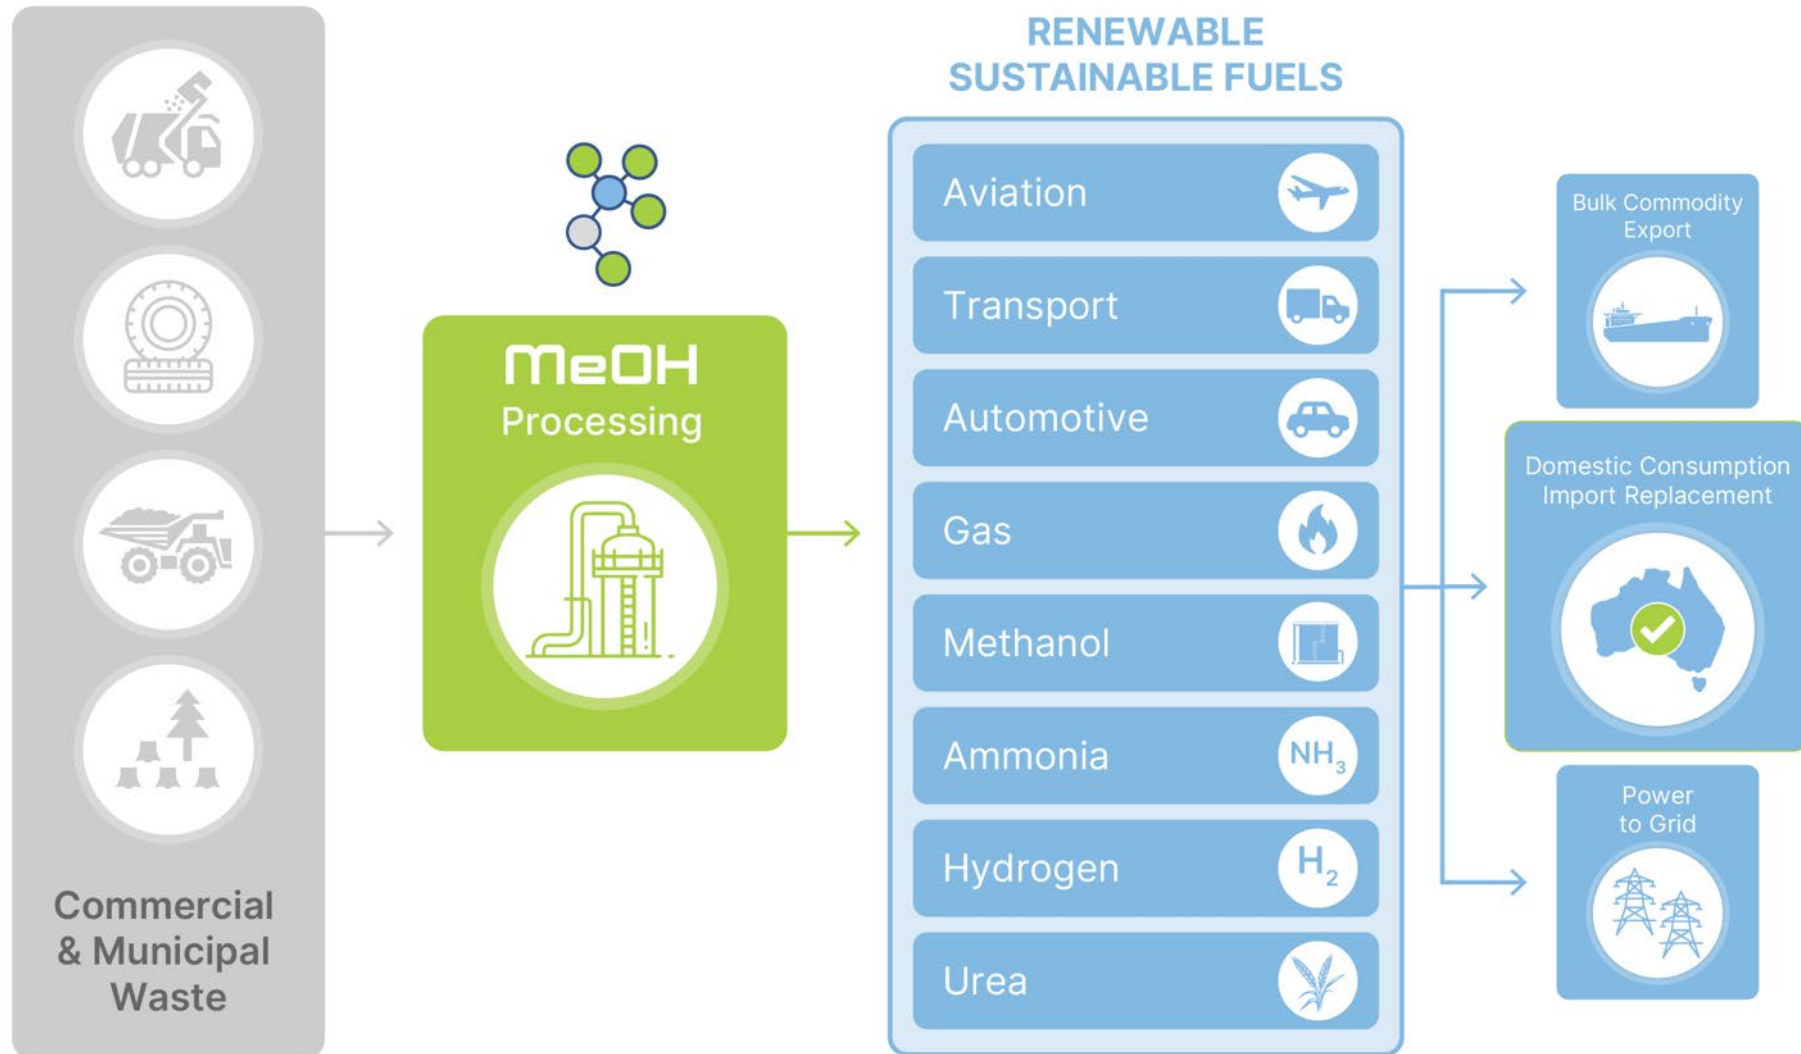 Commercial
& Municipal
Waste
MeOH
Processing
RENEWABLE
SUSTAINABLE FUELS
Aviation
Transport
Automotive
Gas
Methanol
Ammonia
NH₃
Hydrogen
H₂
Urea
Bulk Commodity
Export
Domestic Consumption
Import Replacement
Power
to Grid